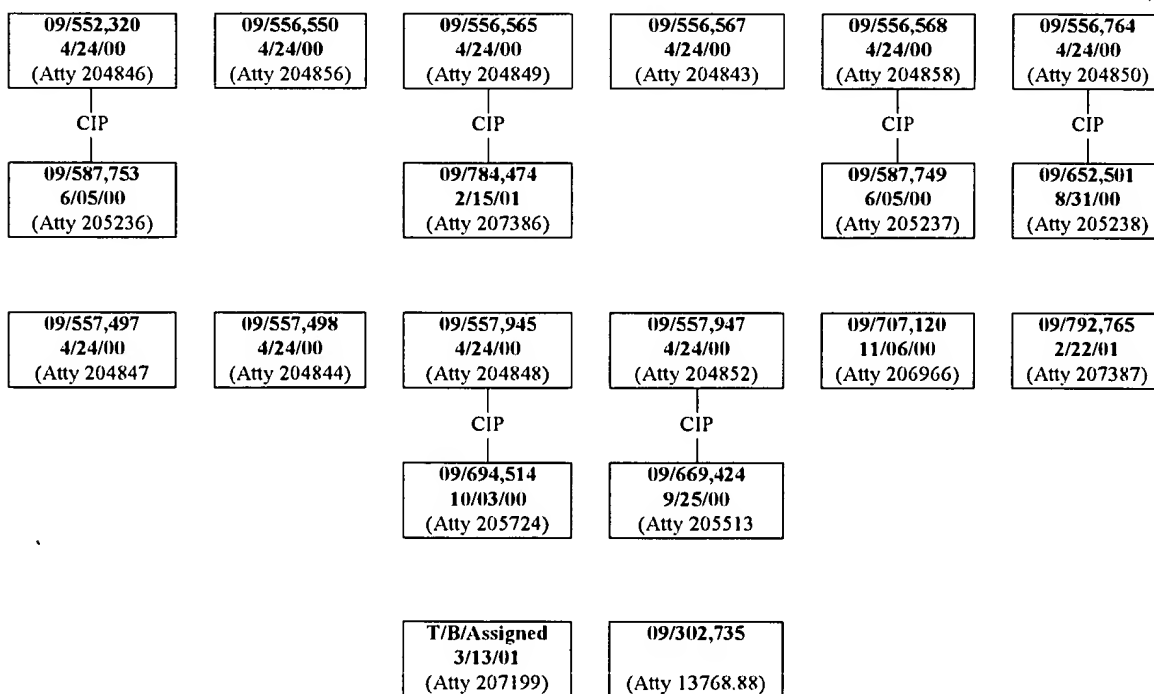 09/552,320
4/24/00
(Atty 204846)
09/556,550
4/24/00
(Atty 204856)
09/556,565
4/24/00
(Atty 204849)
09/556,567
4/24/00
(Atty 204843)
09/556,568
4/24/00
(Atty 204858)
09/556,764
4/24/00
(Atty 204850)
CIP
CIP
CIP
CIP
09/587,753
6/05/00
(Atty 205236)
09/784,474
2/15/01
(Atty 207386)
09/587,749
6/05/00
(Atty 205237)
09/652,501
8/31/00
(Atty 205238)
09/557,497
4/24/00
(Atty 204847
09/557,498
4/24/00
(Atty 204844)
09/557,945
4/24/00
(Atty 204848)
09/557,947
4/24/00
(Atty 204852)
09/707,120
11/06/00
(Atty 206966)
09/792,765
2/22/01
(Atty 207387)
CIP
CIP
09/694,514
10/03/00
(Atty 205724)
09/669,424
9/25/00
(Atty 205513
T/B/Assigned
3/13/01
(Atty 207199)
09/302,735
(Atty 13768.88)